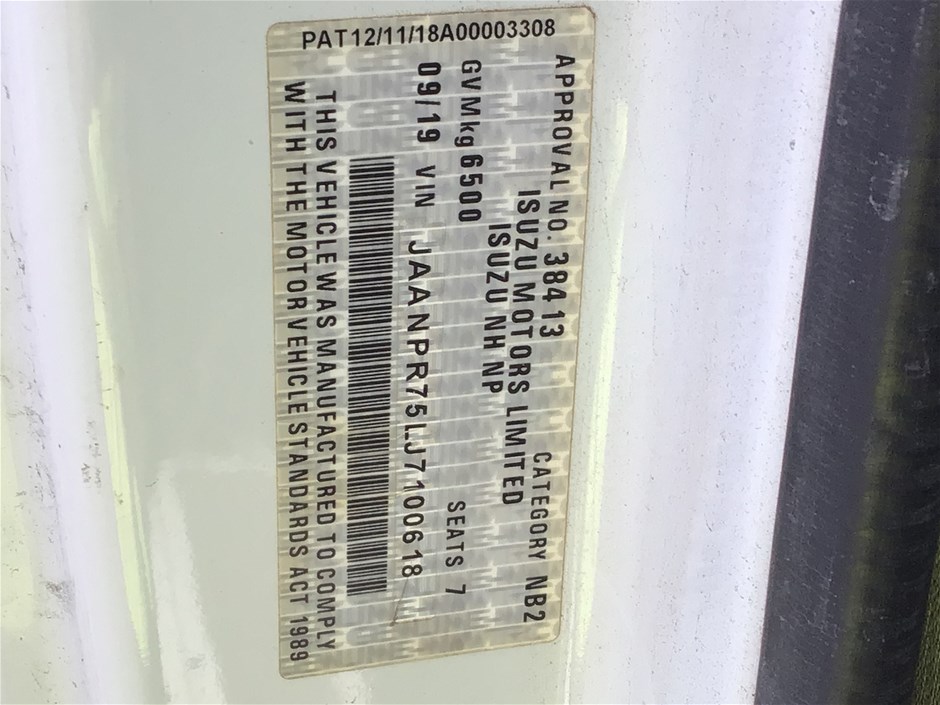 PAT12/11/18A00003308
APPROVAL NO. 38413 CATEGORY NB2
ISUZU MOTORS LIMITED
ISUZU NH NP
GVMkg 6500 SEATS 7
09/19 VIN JAANPR75LJ7100618
THIS VEHICLE WAS MANUFACTURED TO COMPLY
WITH THE MOTOR VEHICLE STANDARDS ACT 1989